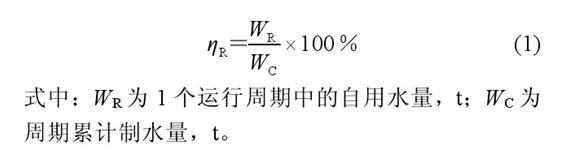 η_R = W_R/W_C × 100% (1)
式中：W_R 为 1 个运行周期中的自用水量，t；W_C 为
周期累计制水量，t。